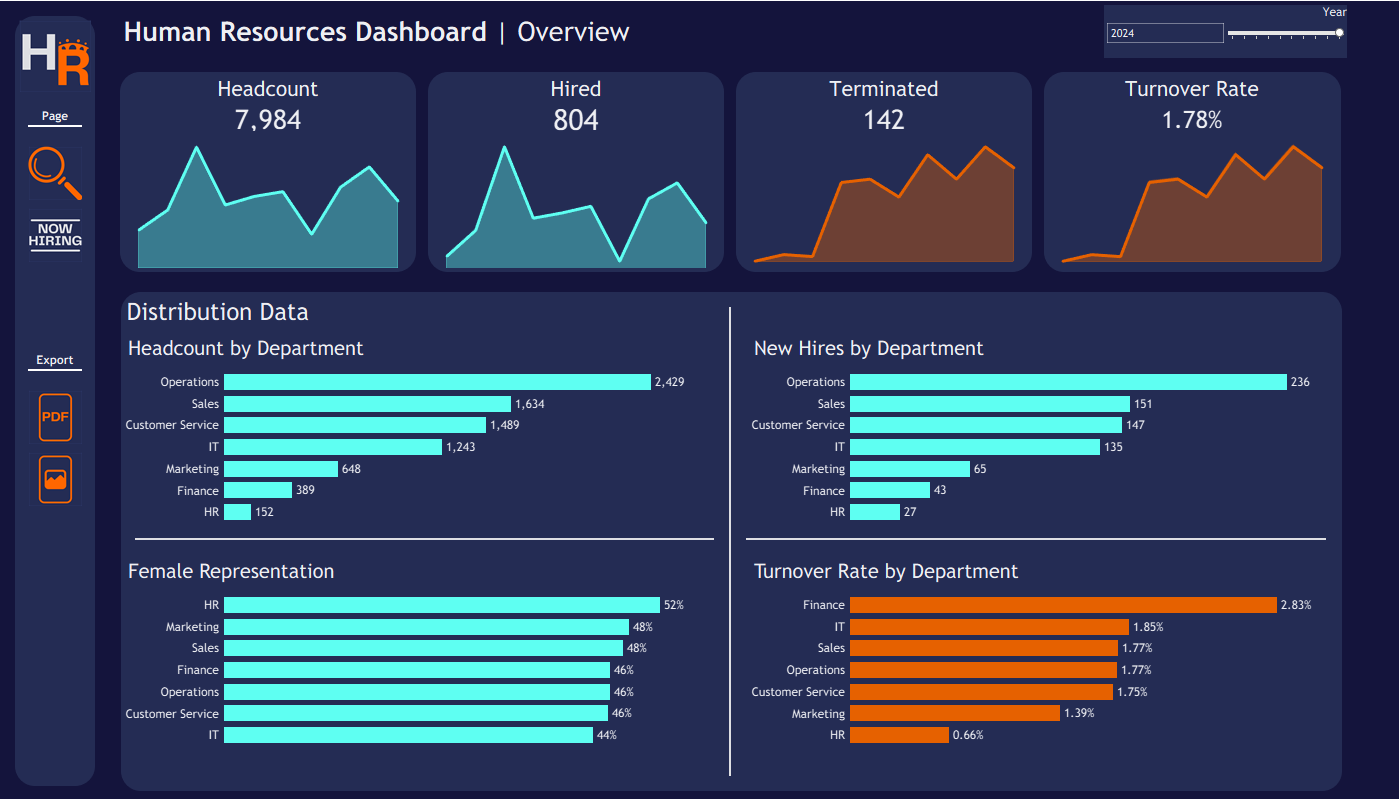 HR
Human Resources Dashboard | Overview
Year
2024
Page
NOW
HIRING
Export
PDF
Headcount
7,984
Hired
804
Terminated
142
Turnover Rate
1.78%
Distribution Data
Headcount by Department
Operations 2,429
Sales 1,634
Customer Service 1,489
IT 1,243
Marketing 648
Finance 389
HR 152
New Hires by Department
Operations 236
Sales 151
Customer Service 147
IT 135
Marketing 65
Finance 43
HR 27
Female Representation
HR 52%
Marketing 48%
Sales 48%
Finance 46%
Operations 46%
Customer Service 46%
IT 44%
Turnover Rate by Department
Finance 2.83%
IT 1.85%
Sales 1.77%
Operations 1.77%
Customer Service 1.75%
Marketing 1.39%
HR 0.66%